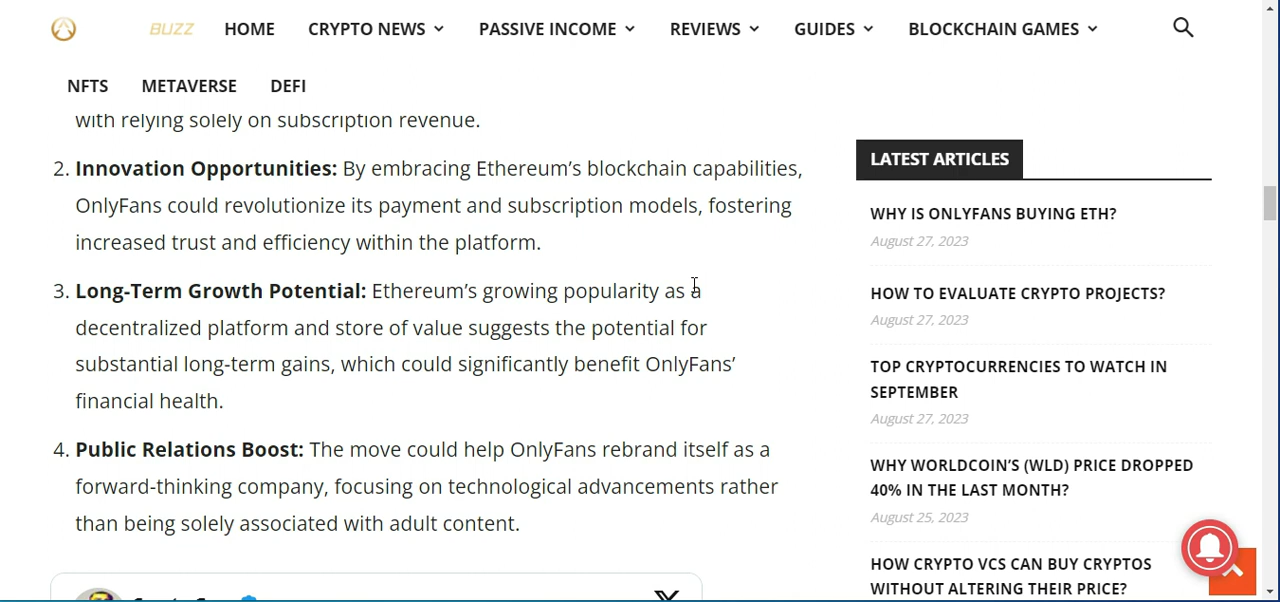 BUZZ
HOME
CRYPTO NEWS
PASSIVE INCOME
REVIEWS
GUIDES
BLOCKCHAIN GAMES
NFTS
METAVERSE
DEFI
with relying solely on subscription revenue.
2. Innovation Opportunities: By embracing Ethereum’s blockchain capabilities,
OnlyFans could revolutionize its payment and subscription models, fostering
increased trust and efficiency within the platform.
3. Long-Term Growth Potential: Ethereum’s growing popularity as a
decentralized platform and store of value suggests the potential for
substantial long-term gains, which could significantly benefit OnlyFans’
financial health.
4. Public Relations Boost: The move could help OnlyFans rebrand itself as a
forward-thinking company, focusing on technological advancements rather
than being solely associated with adult content.
LATEST ARTICLES
WHY IS ONLYFANS BUYING ETH?
August 27, 2023
HOW TO EVALUATE CRYPTO PROJECTS?
August 27, 2023
TOP CRYPTOCURRENCIES TO WATCH IN
SEPTEMBER
August 27, 2023
WHY WORLDCOIN’S (WLD) PRICE DROPPED
40% IN THE LAST MONTH?
August 25, 2023
HOW CRYPTO VCS CAN BUY CRYPTOS
WITHOUT ALTERING THEIR PRICE?